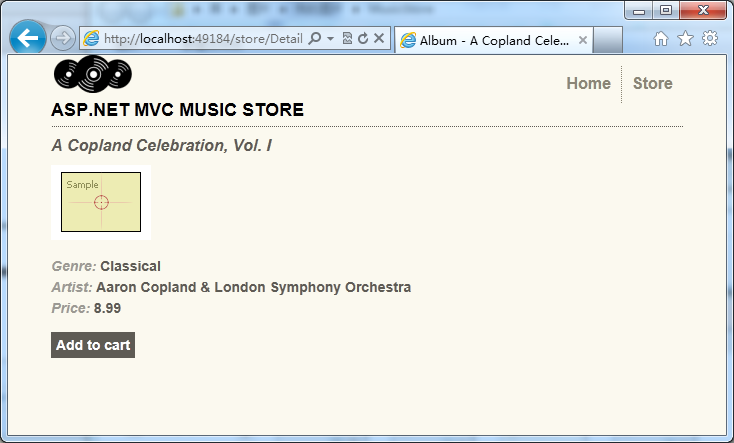 http://localhost:49184/store/Detail
Album - A Copland Cele...
Home
Store
ASP.NET MVC MUSIC STORE
A Copland Celebration, Vol. I
Sample
Genre: Classical
Artist: Aaron Copland & London Symphony Orchestra
Price: 8.99
Add to cart